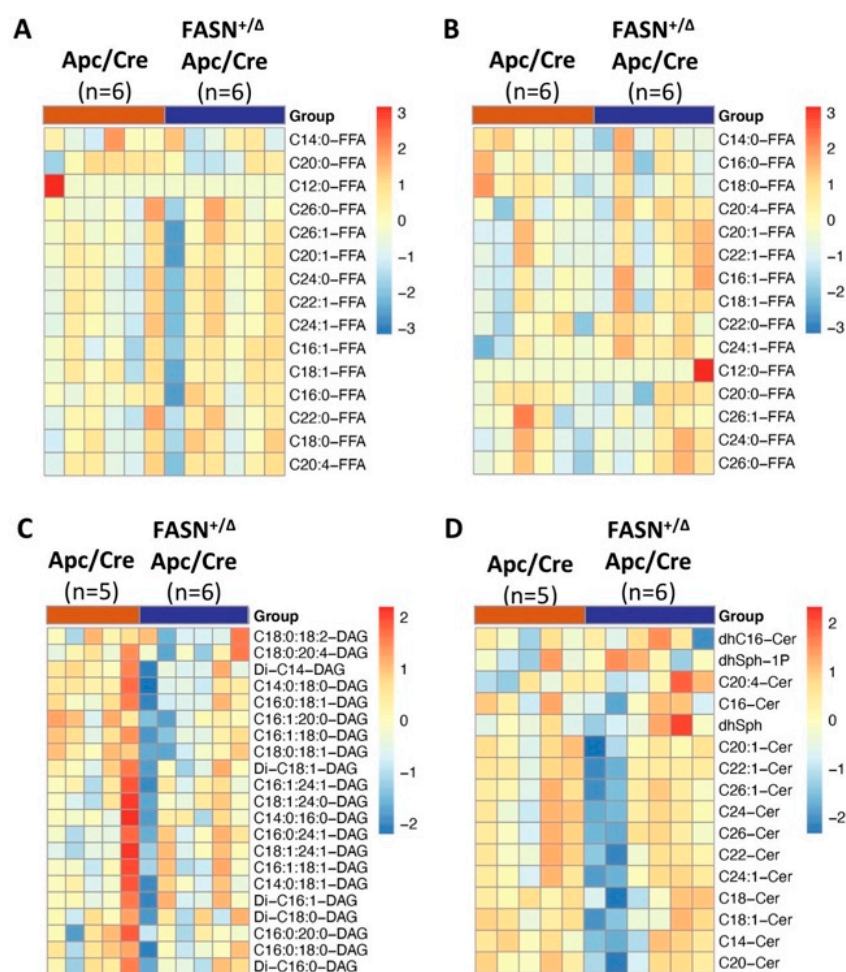 A
FASN+/Δ
Apc/Cre Apc/Cre
(n=6) (n=6)
Group
C14:0−FFA
C20:0−FFA
C12:0−FFA
C26:0−FFA
C26:1−FFA
C20:1−FFA
C24:0−FFA
C22:1−FFA
C24:1−FFA
C16:1−FFA
C18:1−FFA
C16:0−FFA
C22:0−FFA
C18:0−FFA
C20:4−FFA
3
2
1
0
−1
−2
−3
B
FASN+/Δ
Apc/Cre Apc/Cre
(n=6) (n=6)
Group
C14:0−FFA
C16:0−FFA
C18:0−FFA
C20:4−FFA
C20:1−FFA
C22:1−FFA
C16:1−FFA
C18:1−FFA
C22:0−FFA
C24:1−FFA
C12:0−FFA
C20:0−FFA
C26:1−FFA
C24:0−FFA
C26:0−FFA
3
2
1
0
−1
−2
−3
C
FASN+/Δ
Apc/Cre Apc/Cre
(n=5) (n=6)
Group
C18:0:18:2−DAG
C18:0:20:4−DAG
Di−C14−DAG
C14:0:18:0−DAG
C16:0:18:1−DAG
C16:1:20:0−DAG
C16:1:18:0−DAG
C18:0:18:1−DAG
Di−C18:1−DAG
C16:1:24:1−DAG
C18:1:24:0−DAG
C14:0:16:0−DAG
C16:0:24:1−DAG
C18:1:24:1−DAG
C16:1:18:1−DAG
C14:0:18:1−DAG
Di−C16:1−DAG
Di−C18:0−DAG
C16:0:20:0−DAG
C16:0:18:0−DAG
Di−C16:0−DAG
2
1
0
−1
−2
D
FASN+/Δ
Apc/Cre Apc/Cre
(n=5) (n=6)
Group
dhC16−Cer
dhSph−1P
C20:4−Cer
C16−Cer
dhSph
C20:1−Cer
C22:1−Cer
C26:1−Cer
C24−Cer
C26−Cer
C22−Cer
C24:1−Cer
C18−Cer
C18:1−Cer
C14−Cer
C20−Cer
2
1
0
−1
−2